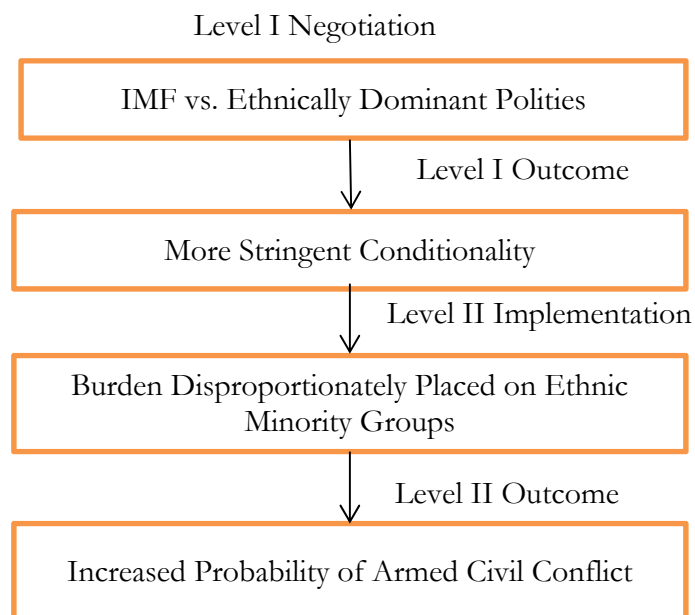 Level I Negotiation
IMF vs. Ethnically Dominant Polities
Level I Outcome
More Stringent Conditionality
Level II Implementation
Burden Disproportionately Placed on Ethnic
Minority Groups
Level II Outcome
Increased Probability of Armed Civil Conflict